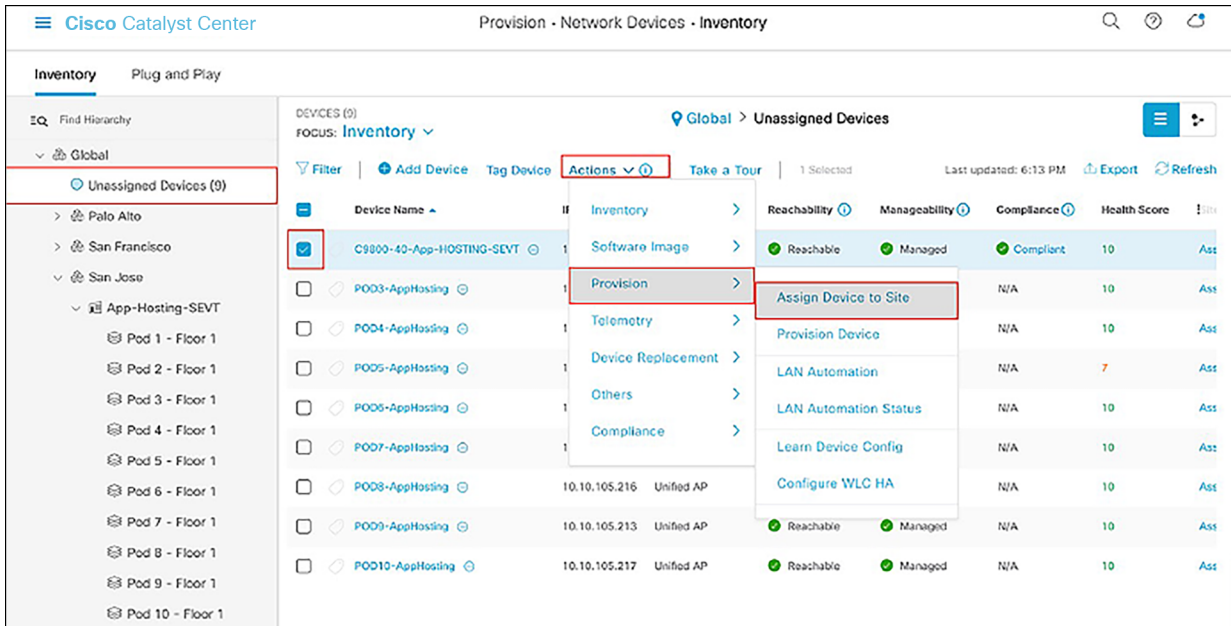 Cisco Catalyst Center
Provision · Network Devices · Inventory
Inventory Plug and Play
Find Hierarchy
Global
Unassigned Devices (9)
Palo Alto
San Francisco
San Jose
App-Hosting-SEVT
Pod 1 - Floor 1
Pod 2 - Floor 1
Pod 3 - Floor 1
Pod 4 - Floor 1
Pod 5 - Floor 1
Pod 6 - Floor 1
Pod 7 - Floor 1
Pod 8 - Floor 1
Pod 9 - Floor 1
Pod 10 - Floor 1
DEVICES (9)
FOCUS: Inventory
Global > Unassigned Devices
Filter Add Device Tag Device Actions Take a Tour 1 Selected Last updated: 6:13 PM Export Refresh
Device Name Reachability Manageability Compliance Health Score
C9800-40-App-HOSTING-SEVT Reachable Managed Compliant 10
POD3-AppHosting N/A 10
POD4-AppHosting N/A 10
POD5-AppHosting N/A 7
POD6-AppHosting N/A 10
POD7-AppHosting N/A 10
POD8-AppHosting 10.10.105.216 Unified AP N/A 10
POD9-AppHosting 10.10.105.213 Unified AP Reachable Managed N/A 10
POD10-AppHosting 10.10.105.217 Unified AP Reachable Managed N/A 10
Inventory
Software Image
Provision
Telemetry
Device Replacement
Others
Compliance
Assign Device to Site
Provision Device
LAN Automation
LAN Automation Status
Learn Device Config
Configure WLC HA